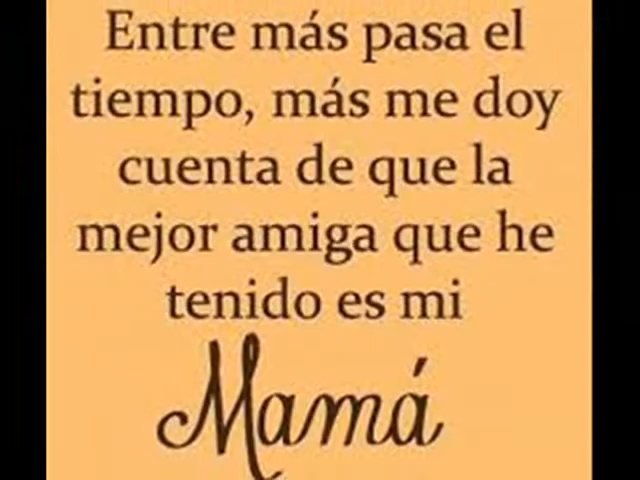 Entre más pasa el
tiempo, más me doy
cuenta de que la
mejor amiga que he
tenido es mi
Mamá